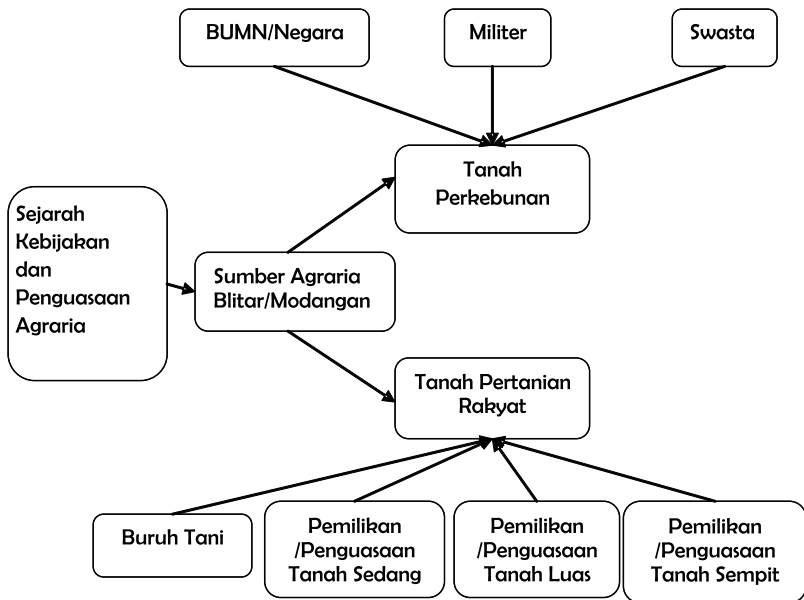 BUMN/Negara
Militer
Swasta
Tanah
Perkebunan
Sejarah
Kebijakan
dan
Penguasaan
Agraria
Sumber Agraria
Blitar/Modangan
Tanah Pertanian
Rakyat
Buruh Tani
Pemilikan
/Penguasaan
Tanah Sedang
Pemilikan
/Penguasaan
Tanah Luas
Pemilikan
/Penguasaan
Tanah Sempit